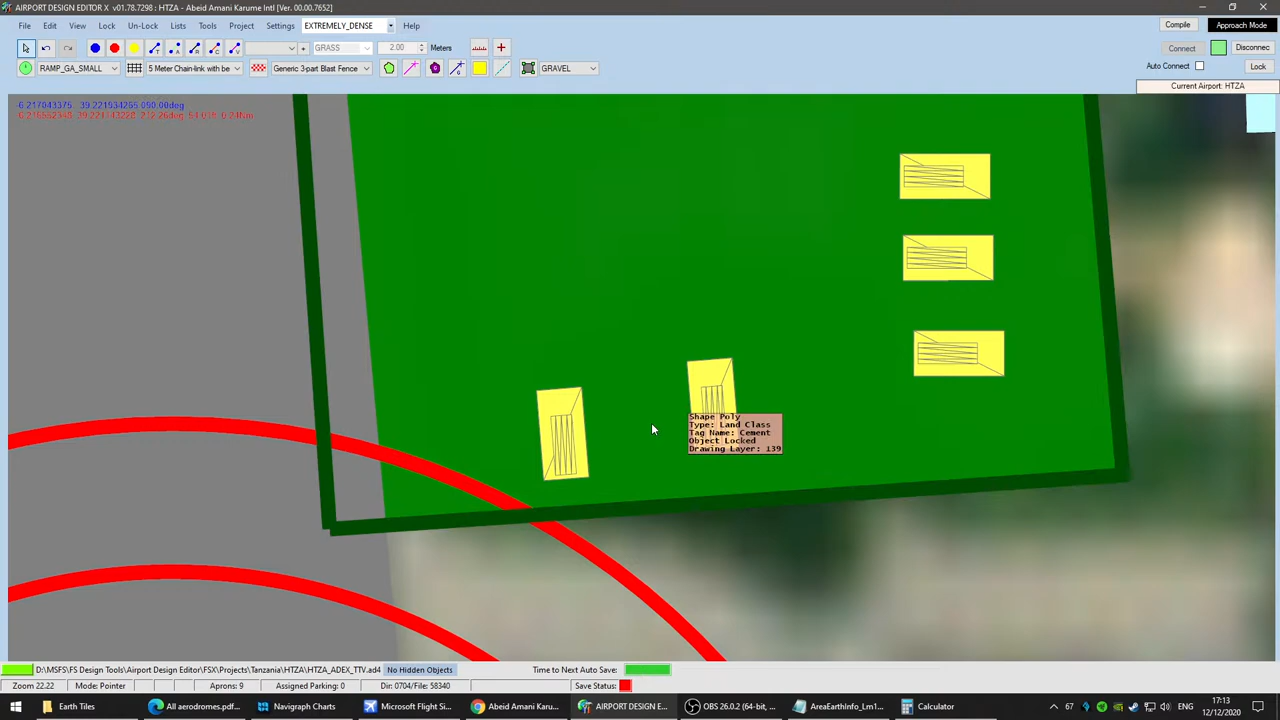 AIRPORT DESIGN EDITOR X  v01.78.7298 : HTZA - Abeid Amani Karume Intl [Ver. 00.00.7652]
File Edit View Lock Un-Lock Lists Tools Project Settings EXTREMELY_DENSE Help
Compile Approach Mode
GRASS 2.00 Meters
Connect Disconnec
RAMP_GA_SMALL 5 Meter Chain-link with be Generic 3-part Blast Fence GRAVEL
Auto Connect Lock
Current Airport: HTZA
Shape Poly
Type: Land Class
Tag Name: Cement
Object Locked
Drawing Layer: 139
D:\MSFS\FS Design Tools\Airport Design Editor\FSX\Projects\Tanzania\HTZA\HTZA_ADEX_TTV.ad4 No Hidden Objects Time to Next Auto Save:
Zoom 22.22 Mode: Pointer Aprons: 9 Assigned Parking: 0 Dir: 0704/File: 58340 Save Status:
Earth Tiles All aerodromes.pdf... Navigraph Charts Microsoft Flight Si... Abeid Amani Karu... AIRPORT DESIGN E... OBS 26.0.2 (64-bit, ... AreaEarthInfo_Lm1... Calculator 67 17:13
12/12/2020